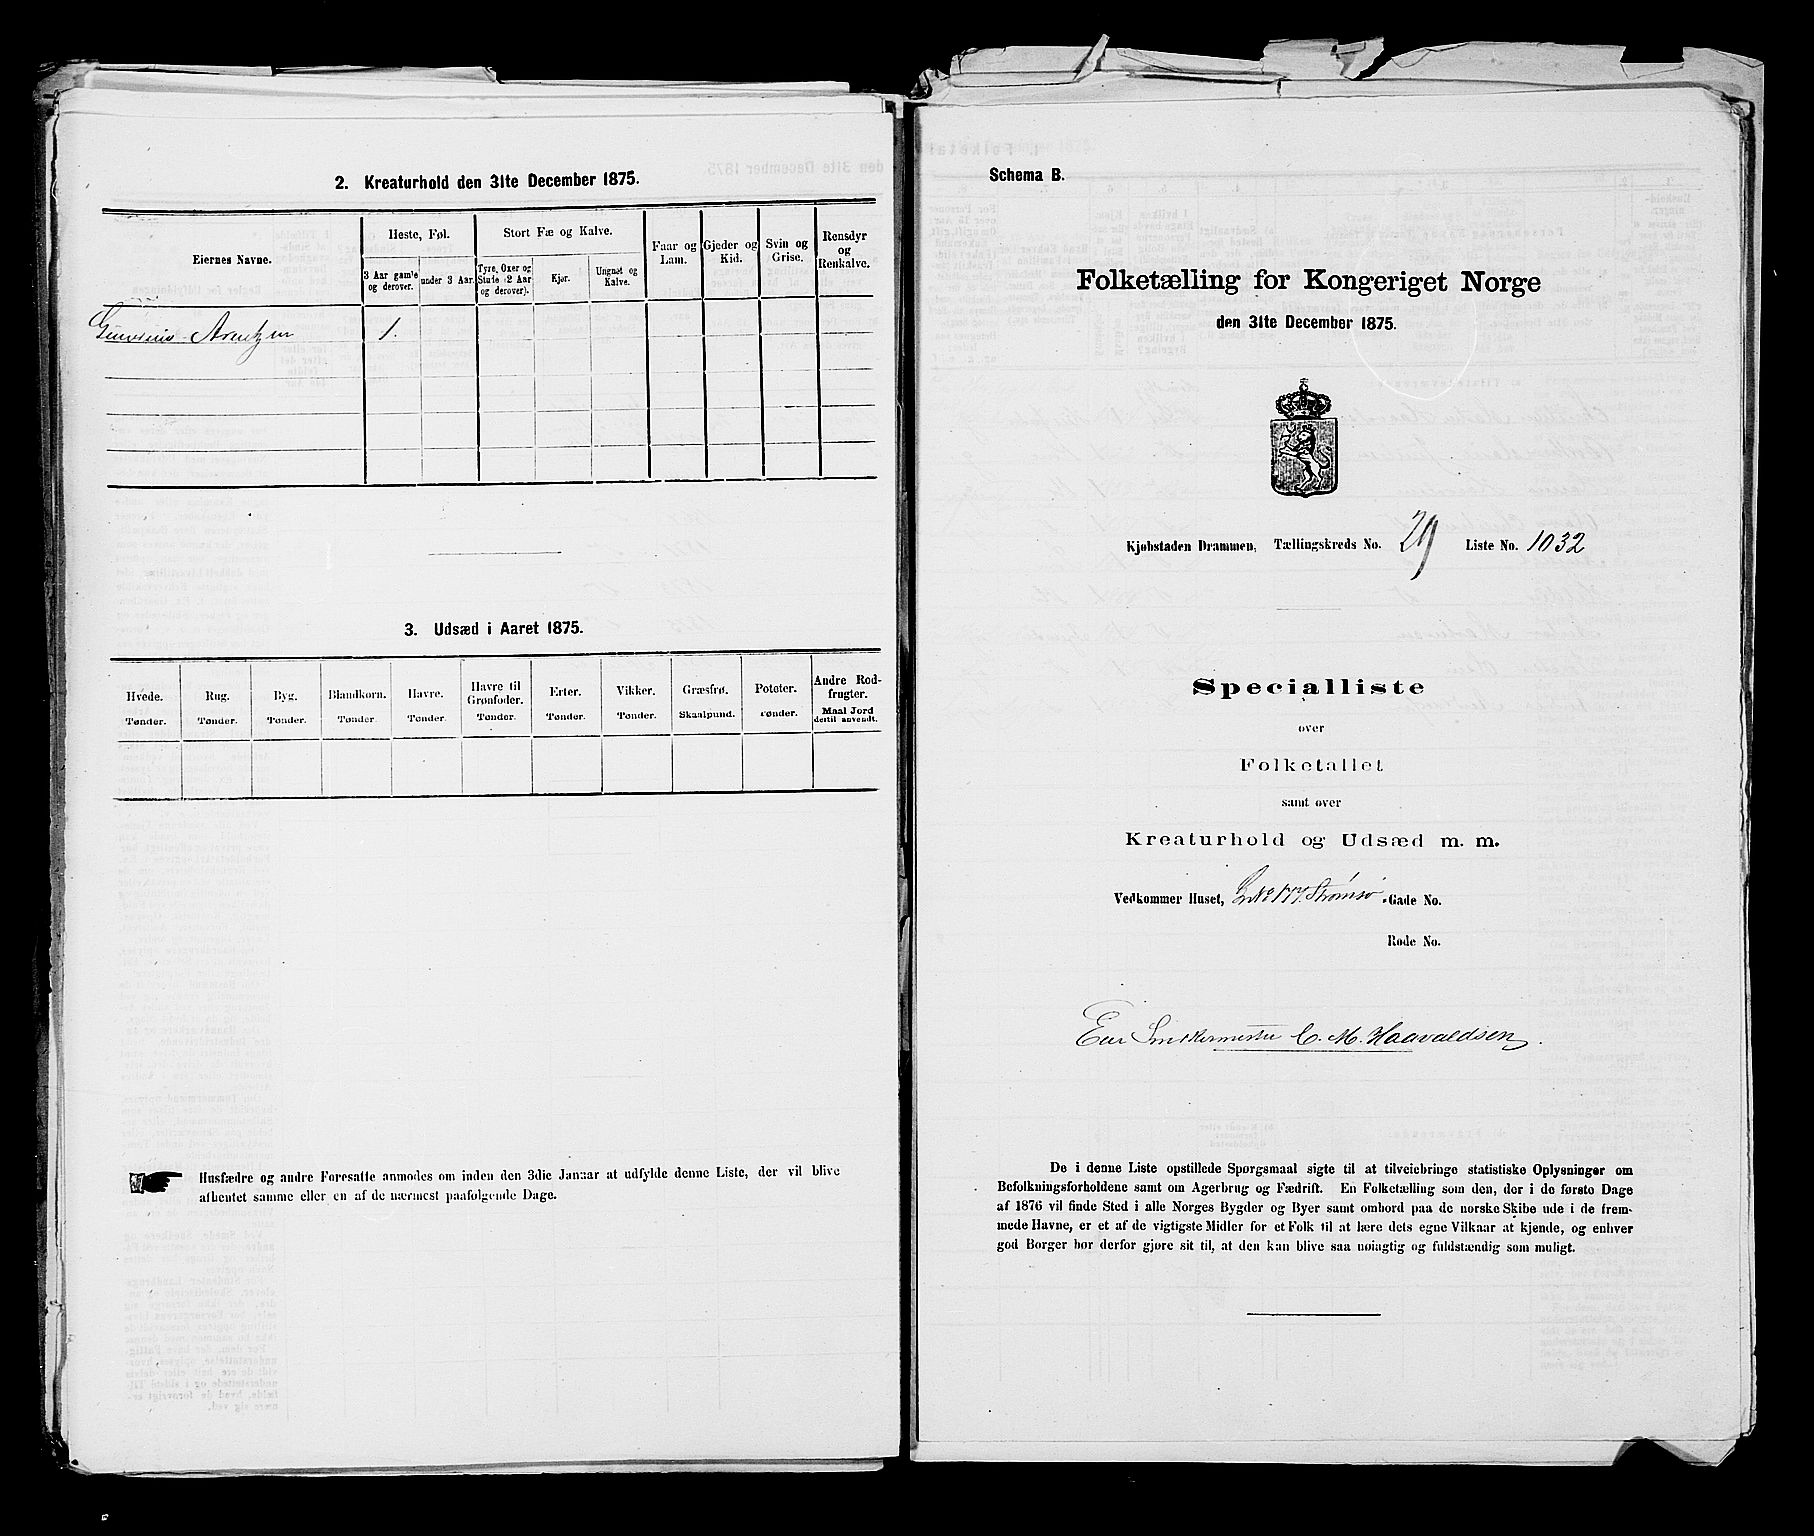 2. Kreaturhold den 31te December 1875.
Eiernes Navne.
Heste, Føl.
Stort Fæ og Kalve.
Faar og Lam.
Gjeder og Kid.
Svin og Grise.
Rensdyr og Renkalve.
3 Aar gamle og derover.
under 3 Aar.
Tyre, Oxer og Stude (2 Aar og derover).
Kjør.
Ungnøt og Kalve.
Arntzen 1.
3. Udsæd i Aaret 1875.
Hvede. Rug. Byg. Blandkorn. Havre. Havre til Grønfoder. Erter. Vikker. Græsfrø. Poteter. Andre Rodfrugter.
Tønder. Tønder. Tønder. Tønder. Tønder. Tønder. Tønder. Tønder. Skaalpund. Tønder. Maal Jord dertil anvendt.
Husfædre og andre Foresatte anmodes om inden den 3die Januar at udfylde denne Liste, der vil blive
afhentet samme eller en af de nærmest paafølgende Dage.
Schema B.
Folketælling for Kongeriget Norge
den 31te December 1875.
Kjøbstaden Drammen, Tællingskreds No. 29 Liste No. 1032
Specialliste
over
Folketallet
samt over
Kreaturhold og Udsæd m. m.
Vedkommer Huset, No 177. Strømsø Gade No.
Rode No.
Eier C. M. Haavaldsen.
De i denne Liste opstillede Spørgsmaal sigte til at tilveiebringe statistiske Oplysninger om
Befolkningsforholdene samt om Agerbrug og Fædrift. En Folketælling som den, der i de første Dage
af 1876 vil finde Sted i alle Norges Bygder og Byer samt ombord paa de norske Skibe ude i de frem-
mede Havne, er et af de vigtigste Midler for et Folk til at lære dets egne Vilkaar at kjende, og enhver
god Borger bør derfor gjøre sit til, at den kan blive saa nøiagtig og fuldstændig som muligt.